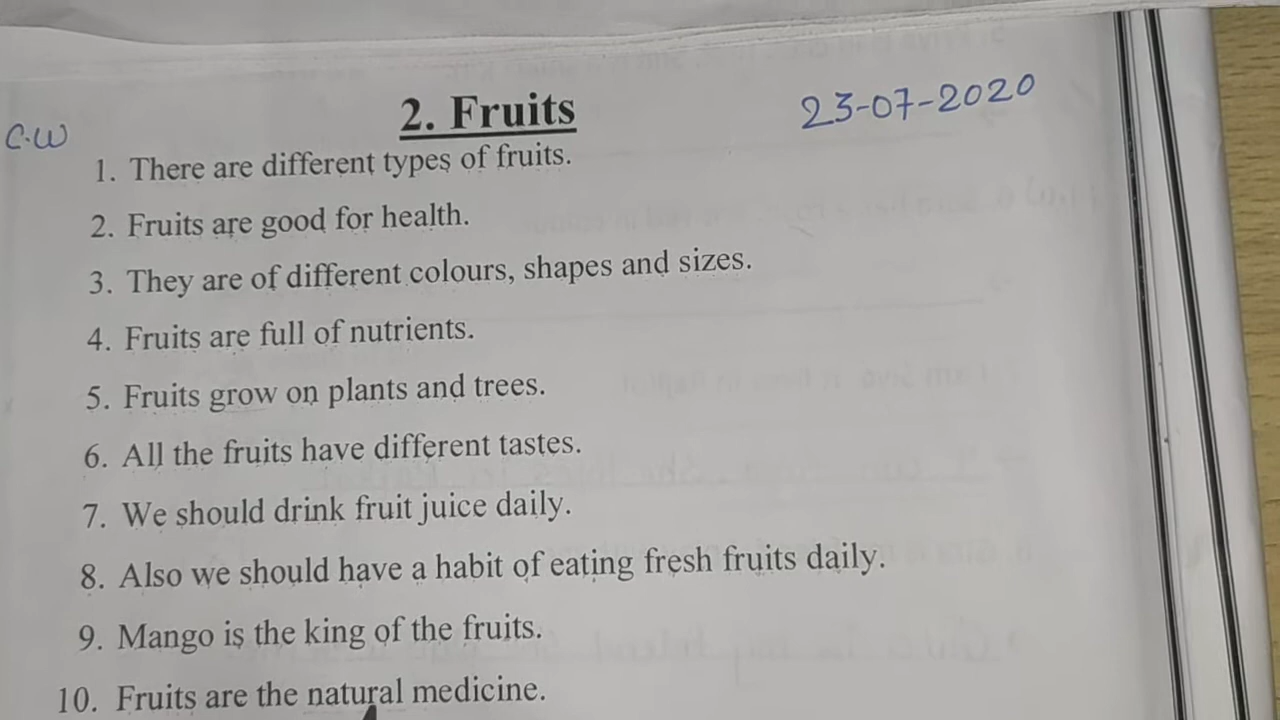 2. Fruits
23-07-2020
C.W
1. There are different types of fruits.
2. Fruits are good for health.
3. They are of different colours, shapes and sizes.
4. Fruits are full of nutrients.
5. Fruits grow on plants and trees.
6. All the fruits have different tastes.
7. We should drink fruit juice daily.
8. Also we should have a habit of eating fresh fruits daily.
9. Mango is the king of the fruits.
10. Fruits are the natural medicine.